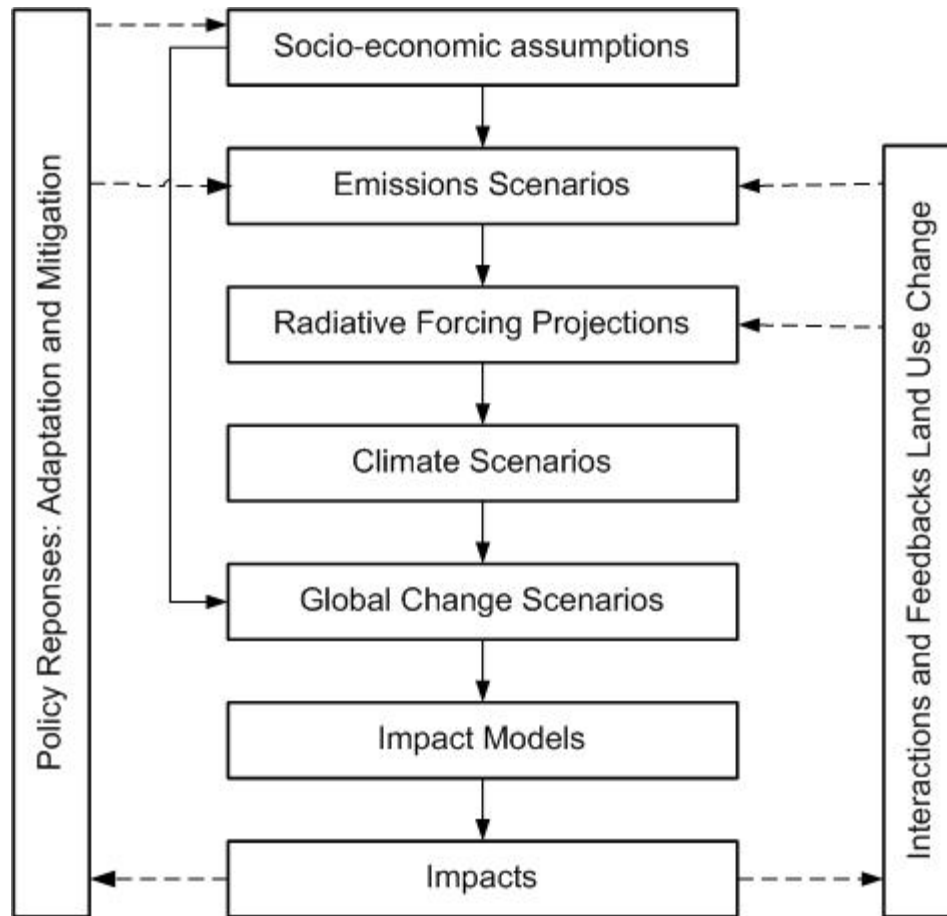 Socio-economic assumptions
Emissions Scenarios
Radiative Forcing Projections
Climate Scenarios
Global Change Scenarios
Impact Models
Impacts
Policy Reponses: Adaptation and Mitigation
Interactions and Feedbacks Land Use Change